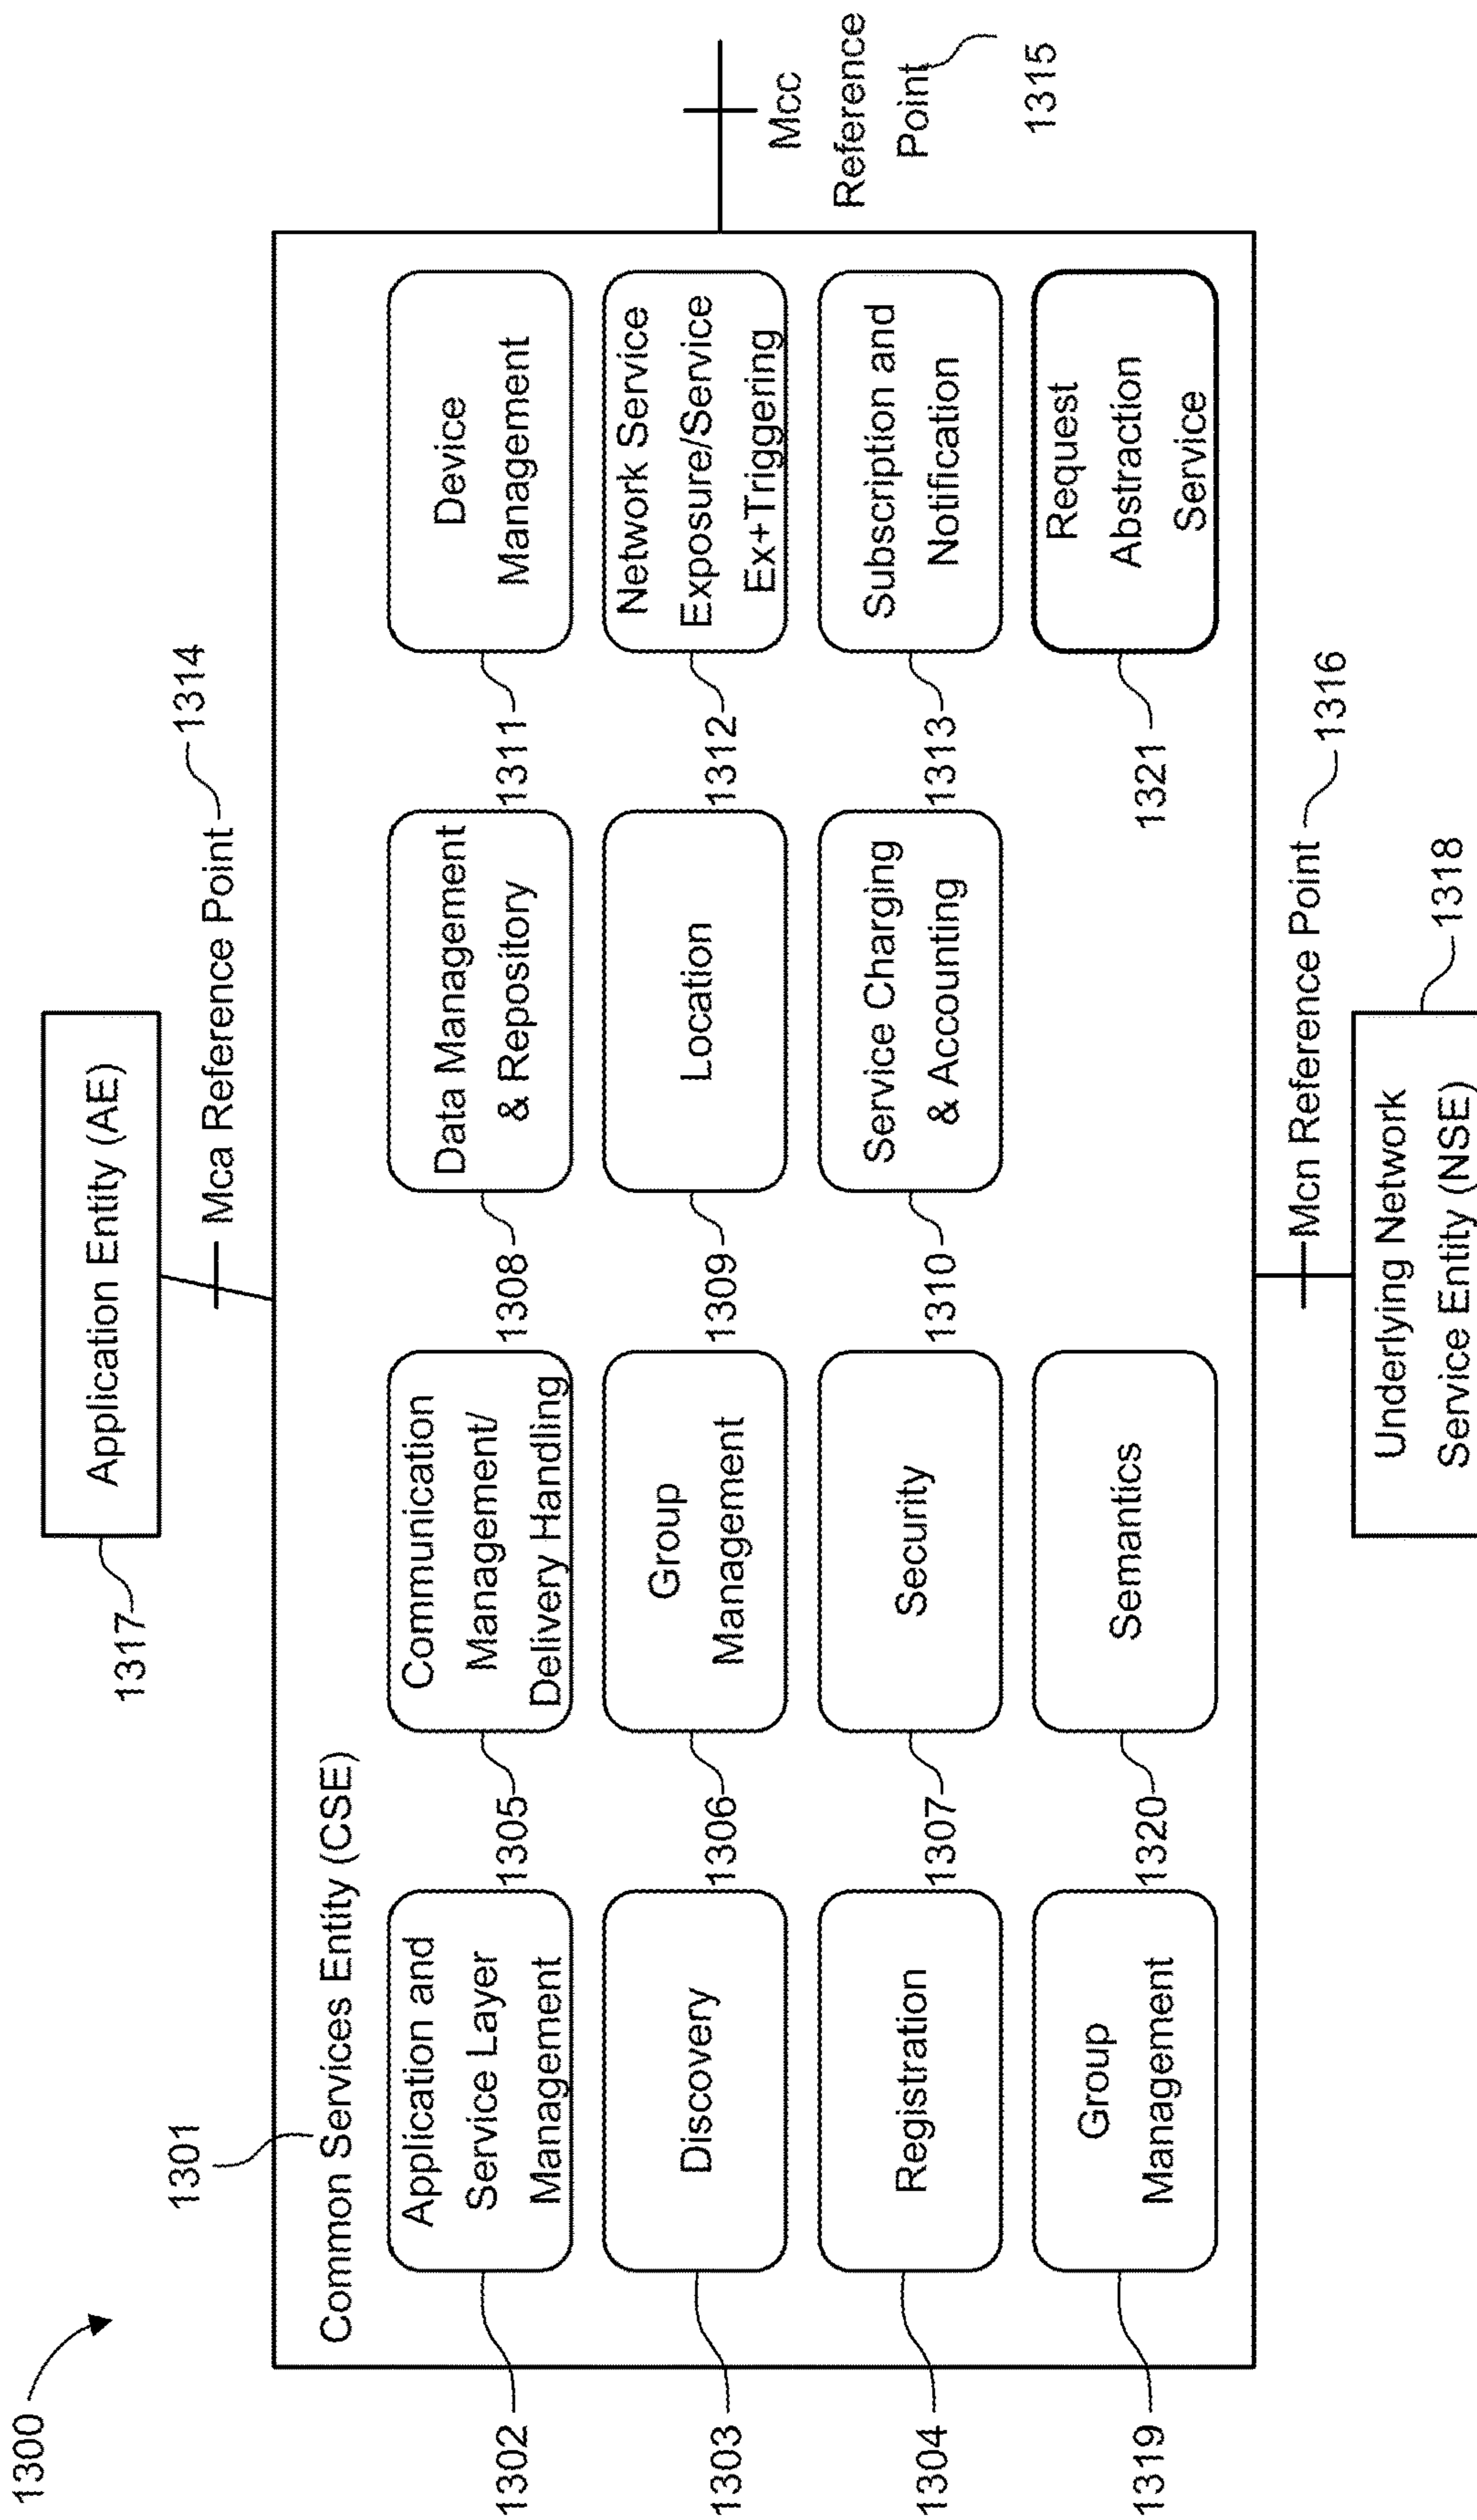 1300
1317
Application Entity (AE)
Mca Reference Point
1314
1301
Common Services Entity (CSE)
1302
Application and
Service Layer
Management
1305
Communication
Management/
Delivery Handling
1308
Data Management
& Repository
1311
Device
Management
1303
Discovery
1306
Group
Management
1309
Location
1312
Network Service
Exposure/Service
Ex+Triggering
1304
Registration
1307
Security
1310
Service Charging
& Accounting
1313
Subscription and
Notification
1319
Group
Management
1320
Semantics
1321
Request
Abstraction
Service
Mcc
Reference
Point
1315
Mcn Reference Point
1316
Underlying Network
Service Entity (NSE)
1318